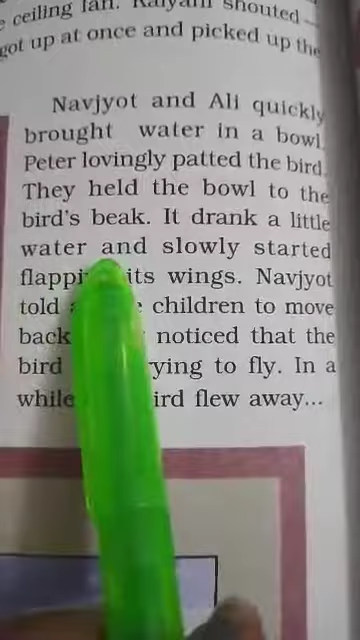 ceiling fan. Kalyani shouted —
got up at once and picked up the
Navjyot and Ali quickly
brought water in a bowl.
Peter lovingly patted the bird.
They held the bowl to the
bird's beak. It drank a little
water and slowly started
its wings. Navjyot
told children to move
back noticed that the
bird to fly. In a
while flew away...